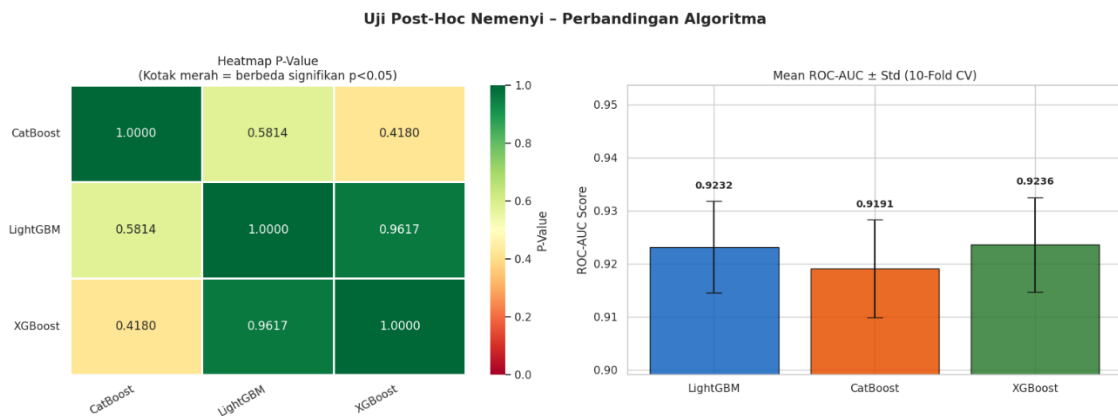 Uji Post-Hoc Nemenyi – Perbandingan Algoritma
Heatmap P-Value
(Kotak merah = berbeda signifikan p<0.05)
CatBoost
LightGBM
XGBoost
1.0000 0.5814 0.4180
0.5814 1.0000 0.9617
0.4180 0.9617 1.0000
CatBoost LightGBM XGBoost
1.0
0.8
0.6
0.4
0.2
0.0
P-Value
Mean ROC-AUC ± Std (10-Fold CV)
ROC-AUC Score
0.95
0.94
0.93
0.92
0.91
0.90
0.9232
0.9191
0.9236
LightGBM CatBoost XGBoost